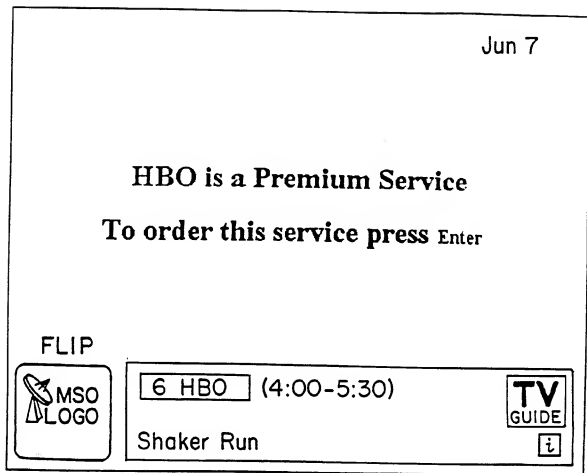 Jun 7
HBO is a Premium Service
To order this service press Enter
FLIP
MSO
LOGO
6 HBO (4:00-5:30)
Shaker Run
TV
GUIDE
i